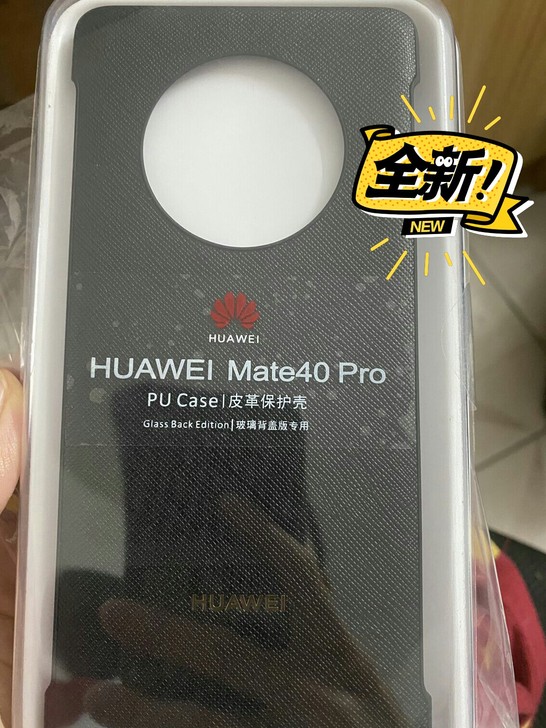 全新!
NEW
HUAWEI
HUAWEI Mate40 Pro
PU Case|皮革保护壳
Glass Back Edition|玻璃背盖版专用
HUAWEI